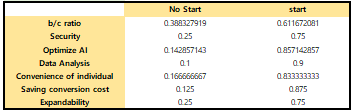 No Start start
b/c ratio 0.388327919 0.611672081
Security 0.25 0.75
Optimize AI 0.142857143 0.857142857
Data Analysis 0.1 0.9
Convenience of individual 0.166666667 0.833333333
Saving conversion cost 0.125 0.875
Expandability 0.25 0.75